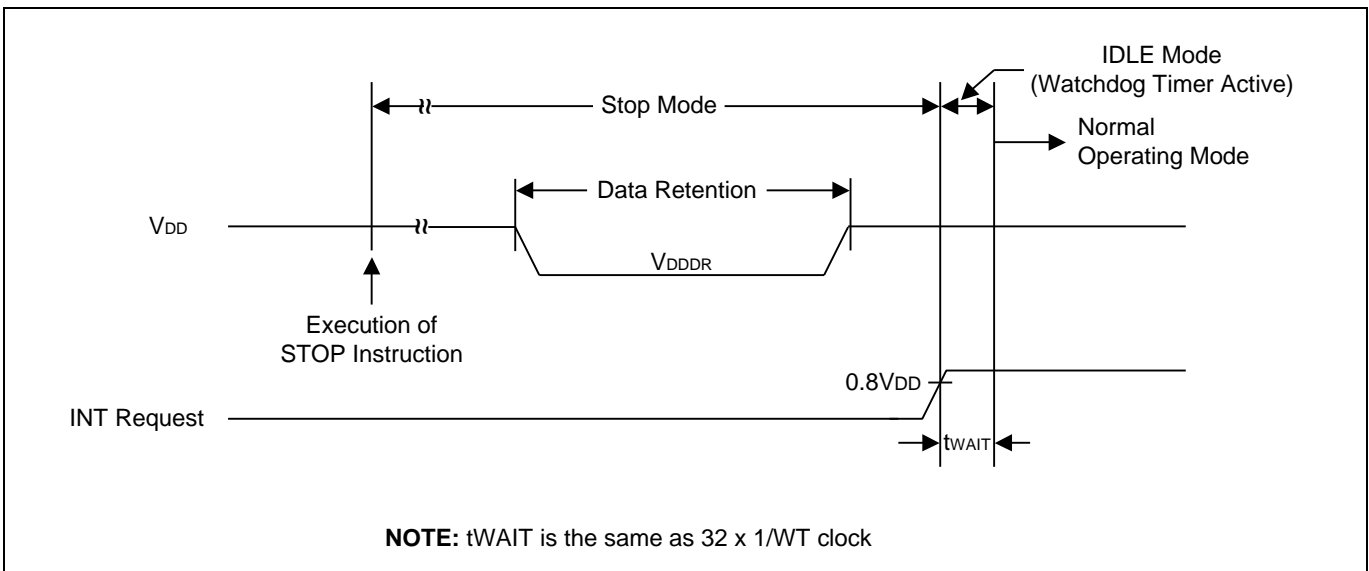 IDLE Mode
(Watchdog Timer Active)
Stop Mode
Normal
Operating Mode
Data Retention
VDD
VDDDR
Execution of
STOP Instruction
0.8VDD
INT Request
tWAIT
NOTE: tWAIT is the same as 32 x 1/WT clock